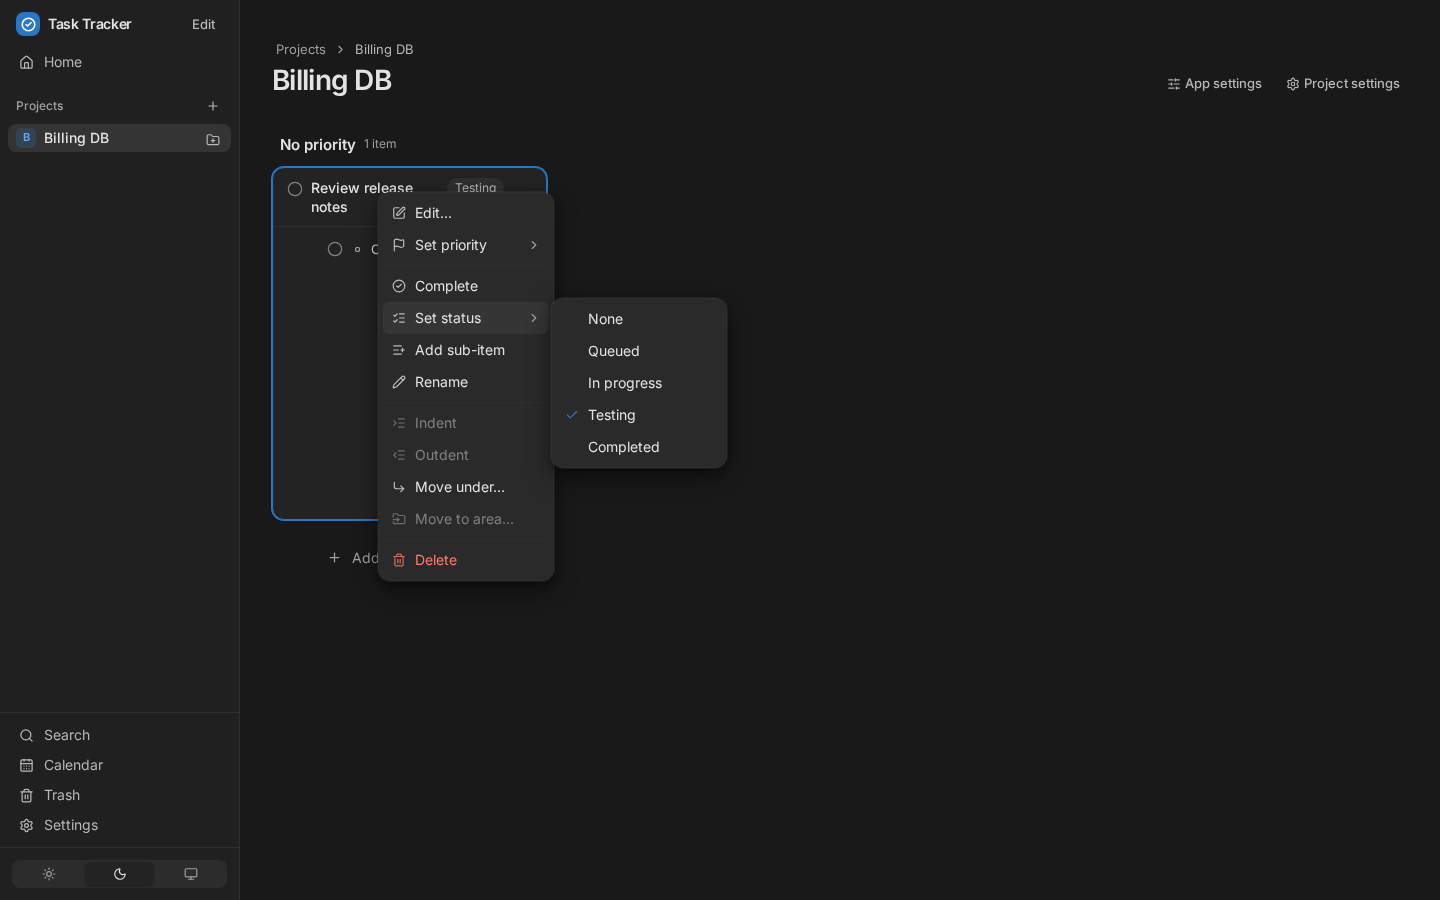 Task Tracker
Edit
Home
Projects
B
Billing DB
Search
Calendar
Trash
Settings
Projects
Billing DB
Billing DB
App settings
Project settings
No priority
1 item
Review release
notes
Testing
Add
Edit...
Set priority
Complete
Set status
Add sub-item
Rename
Indent
Outdent
Move under...
Move to area...
Delete
None
Queued
In progress
Testing
Completed